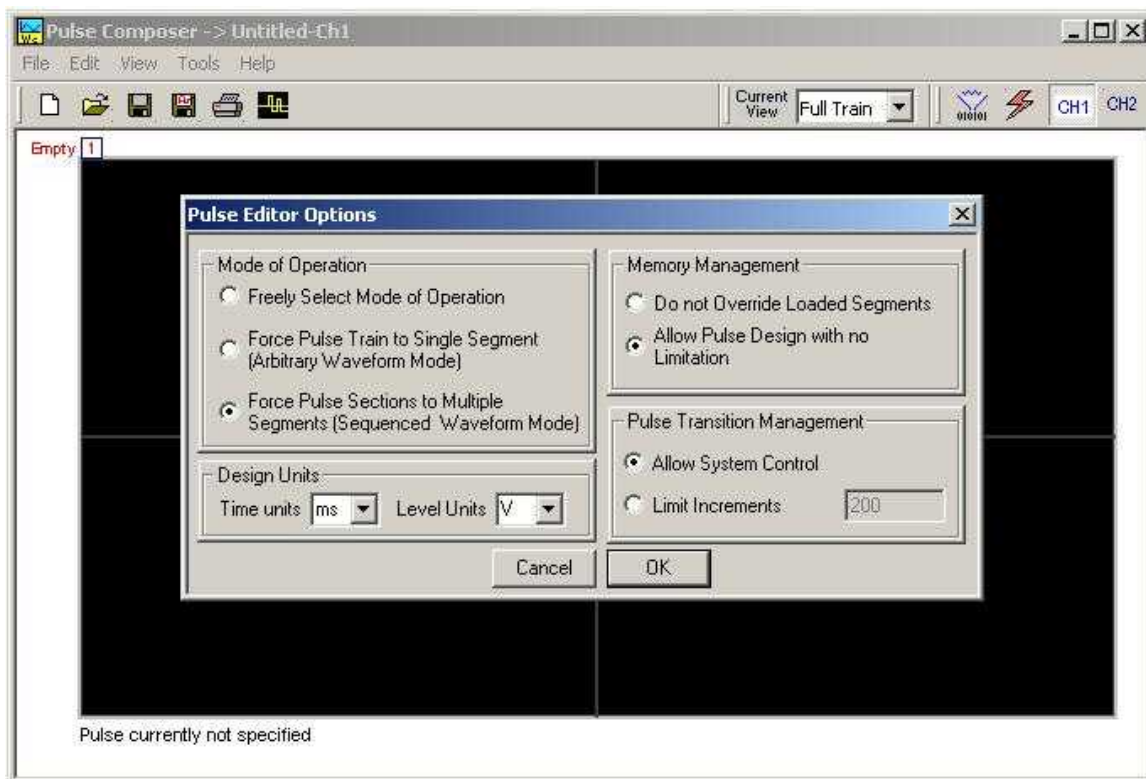 Pulse Composer -> Untitled-Ch1
File Edit View Tools Help
Current View Full Train
010101
CH1 CH2
Empty 1
Pulse Editor Options
Mode of Operation
Freely Select Mode of Operation
Force Pulse Train to Single Segment
(Arbitrary Waveform Mode)
Force Pulse Sections to Multiple
Segments (Sequenced Waveform Mode)
Design Units
Time units ms Level Units V
Memory Management
Do not Override Loaded Segments
Allow Pulse Design with no
Limitation
Pulse Transition Management
Allow System Control
Limit Increments 200
Cancel OK
Pulse currently not specified